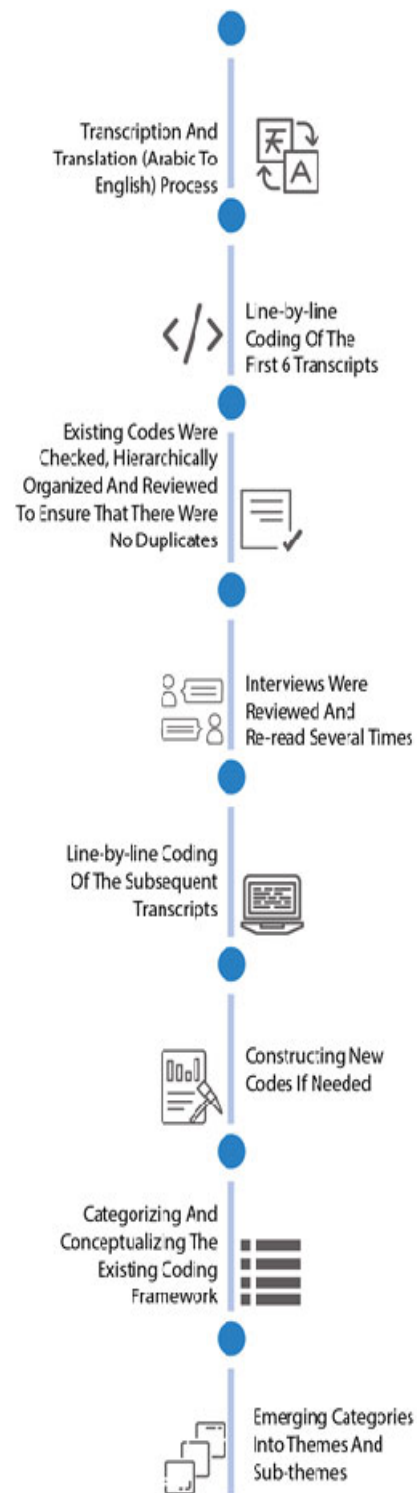 Transcription And
Translation (Arabic To
English) Process
Line-by-line
Coding Of The
First 6 Transcripts
Existing Codes Were
Checked, Hierarchically
Organized And Reviewed
To Ensure That There Were
No Duplicates
Interviews Were
Reviewed And
Re-read Several Times
Line-by-line Coding
Of The Subsequent
Transcripts
Constructing New
Codes If Needed
Categorizing And
Conceptualizing The
Existing Coding
Framework
Emerging Categories
Into Themes And
Sub-themes